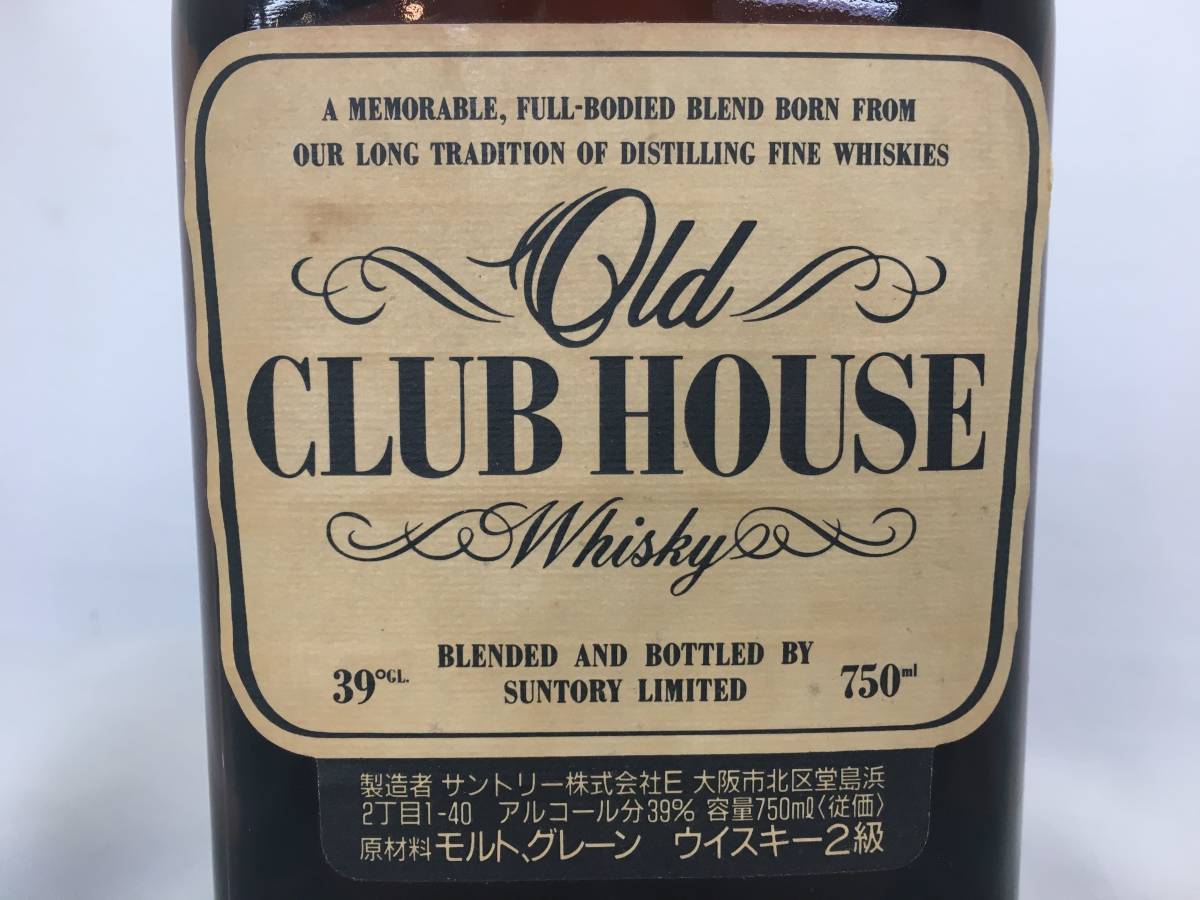 A MEMORABLE, FULL-BODIED BLEND BORN FROM
OUR LONG TRADITION OF DISTILLING FINE WHISKIES
Old
CLUB HOUSE
Whisky
39°GL.
BLENDED AND BOTTLED BY
SUNTORY LIMITED
750ml
製造者 サントリー株式会社E 大阪市北区堂島浜
2丁目1-40 アルコール分39% 容量750mℓ〈従価〉
原材料 モルト、グレーン ウイスキー2級